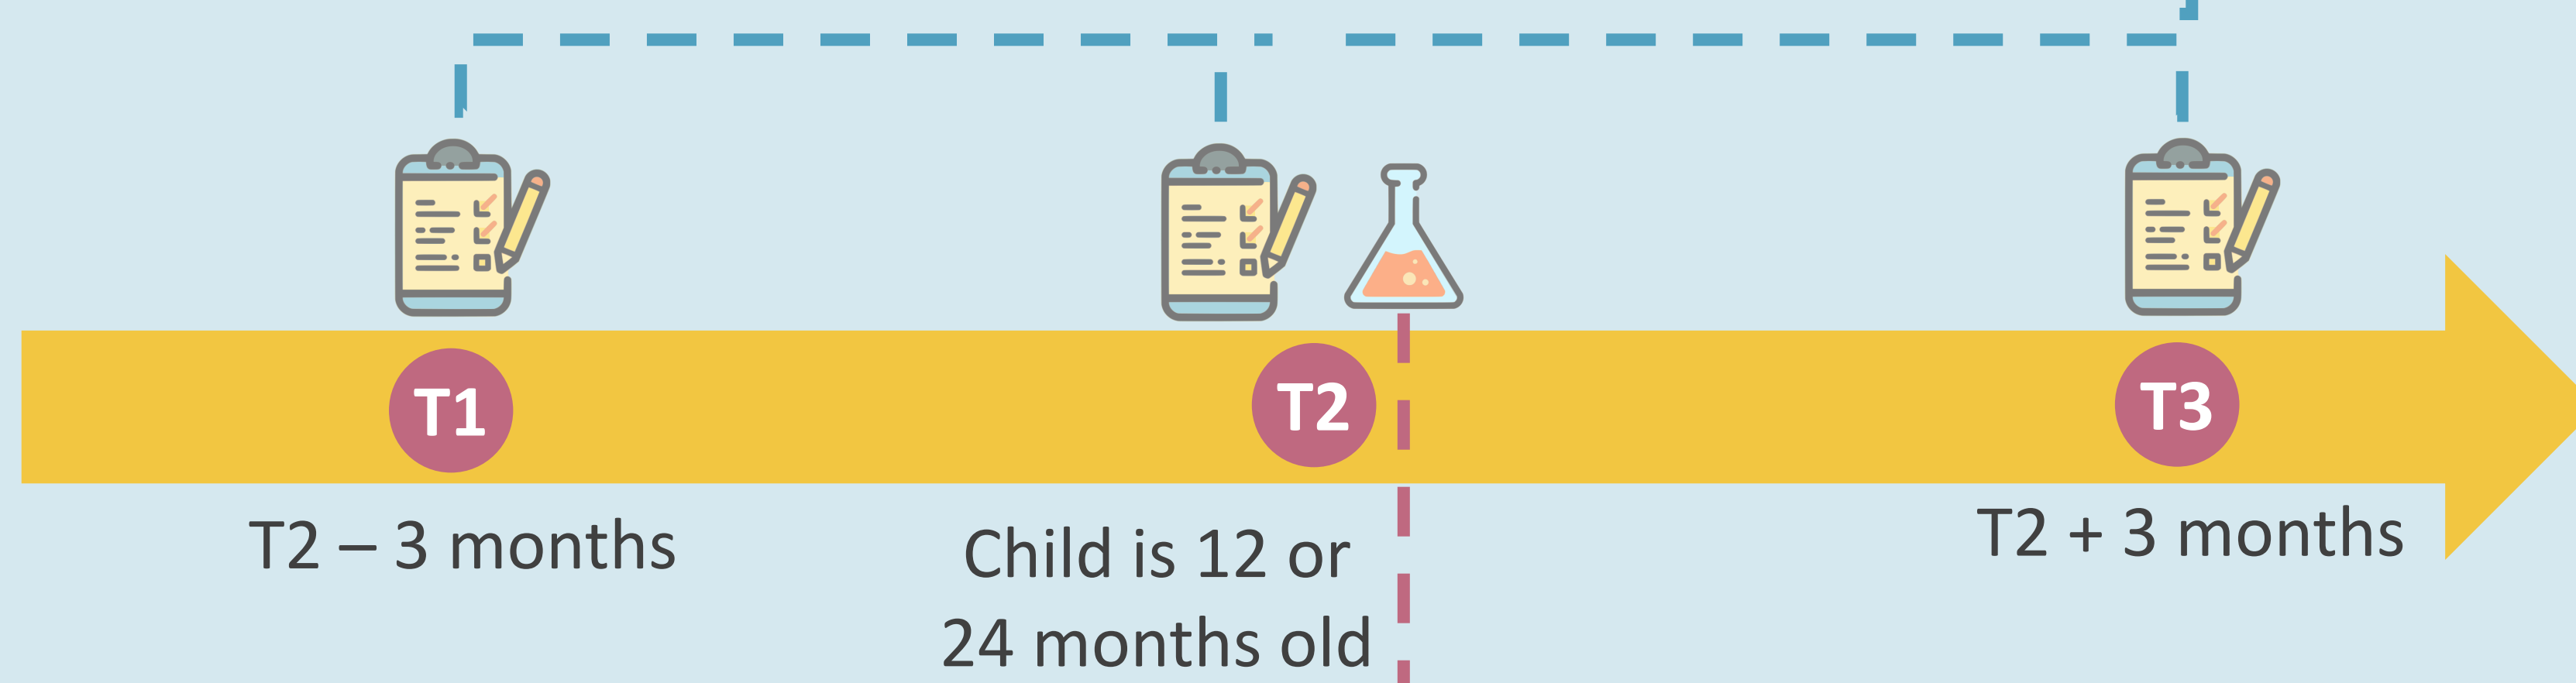 T1
T2
T3
T2 – 3 months
Child is 12 or
24 months old
T2 + 3 months